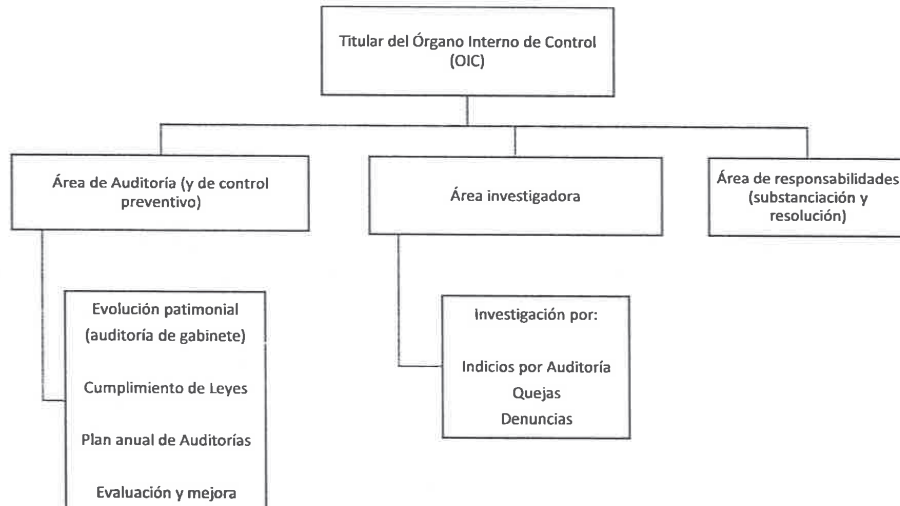 Titular del Órgano Interno de Control
(OIC)
Área de Auditoría (y de control
preventivo)
Área investigadora
Área de responsabilidades
(substanciación y
resolución)
Evolución patimonial
(auditoría de gabinete)
Cumplimiento de Leyes
Plan anual de Auditorías
Evaluación y mejora
Investigación por:
Indicios por Auditoría
Quejas
Denuncias